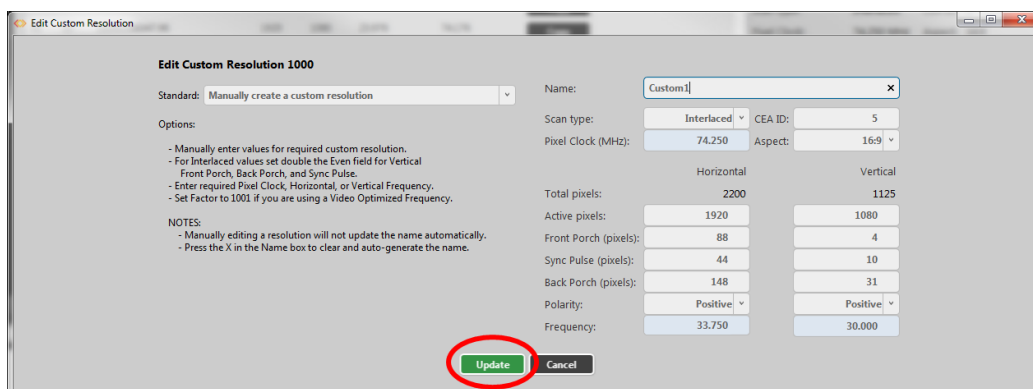 Edit Custom Resolution
Edit Custom Resolution 1000
Standard: Manually create a custom resolution
Options:
- Manually enter values for required custom resolution.
- For Interlaced values set double the Even field for Vertical
Front Porch, Back Porch, and Sync Pulse.
- Enter required Pixel Clock, Horizontal, or Vertical Frequency.
- Set Factor to 1001 if you are using a Video Optimized Frequency.
NOTES:
- Manually editing a resolution will not update the name automatically.
- Press the X in the Name box to clear and auto-generate the name.
Name: Custom1
Scan type: Interlaced CEA ID: 5
Pixel Clock (MHz): 74.250 Aspect: 16:9
Horizontal Vertical
Total pixels: 2200 1125
Active pixels: 1920 1080
Front Porch (pixels): 88 4
Sync Pulse (pixels): 44 10
Back Porch (pixels): 148 31
Polarity: Positive Positive
Frequency: 33.750 30.000
Update Cancel